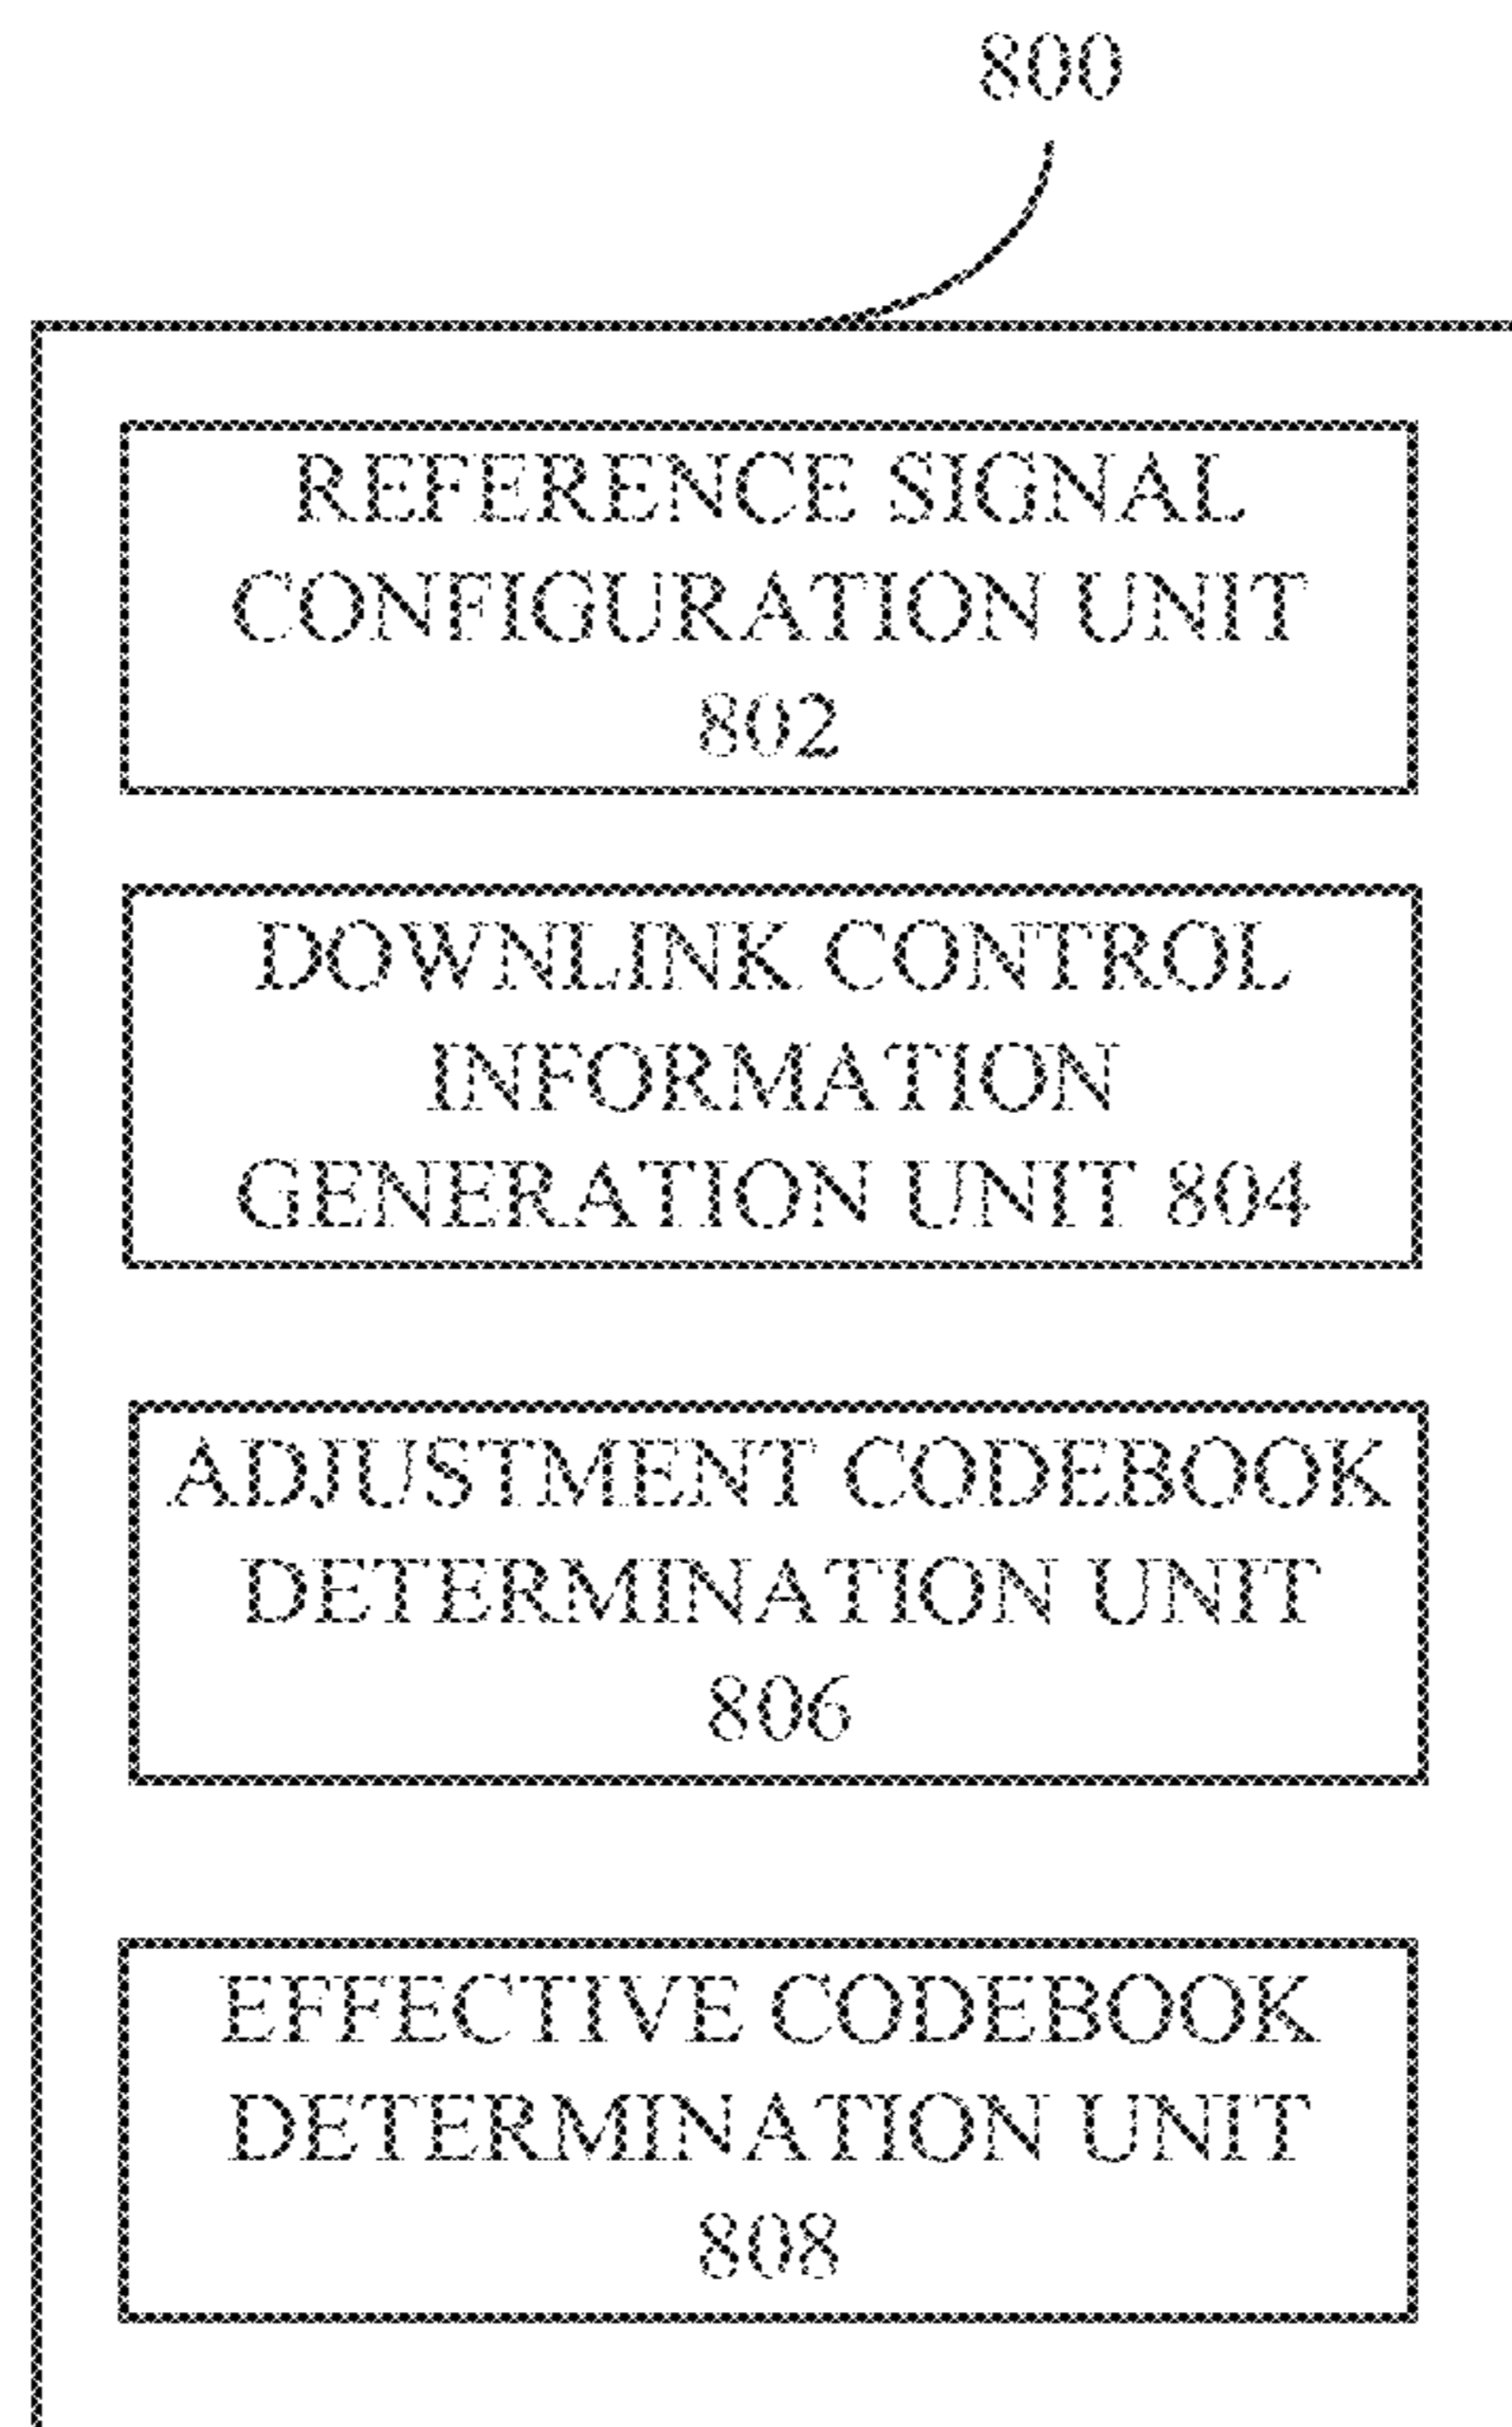 800
REFERENCE SIGNAL
CONFIGURATION UNIT
802
DOWNLINK CONTROL
INFORMATION
GENERATION UNIT 804
ADJUSTMENT CODEBOOK
DETERMINATION UNIT
806
EFFECTIVE CODEBOOK
DETERMINATION UNIT
808